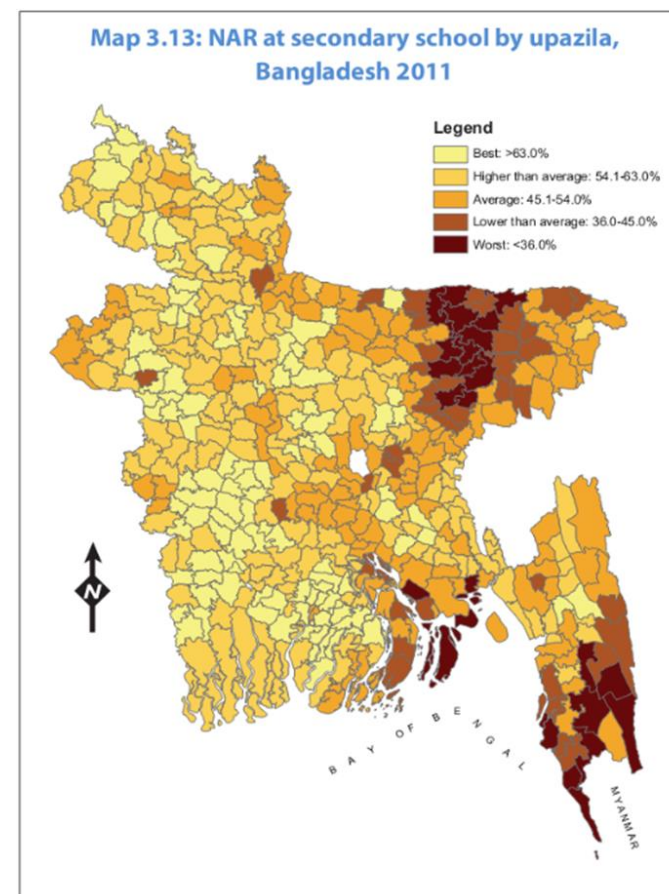 Map 3.13: NAR at secondary school by upazila,
Bangladesh 2011
Legend
Best: >63.0%
Higher than average: 54.1-63.0%
Average: 45.1-54.0%
Lower than average: 36.0-45.0%
Worst: <36.0%
N
BAY OF BENGAL
MYANMAR